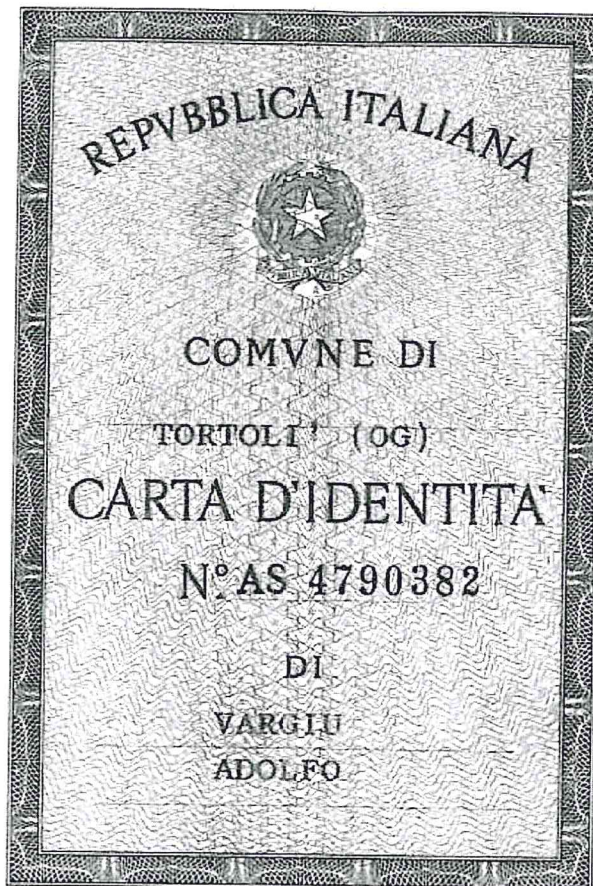 REPVBBLICA ITALIANA
COMVNE DI
TORTOLI' (OG)
CARTA D'IDENTITA'
N.° AS 4790382
DI
VARGIU
ADOLFO